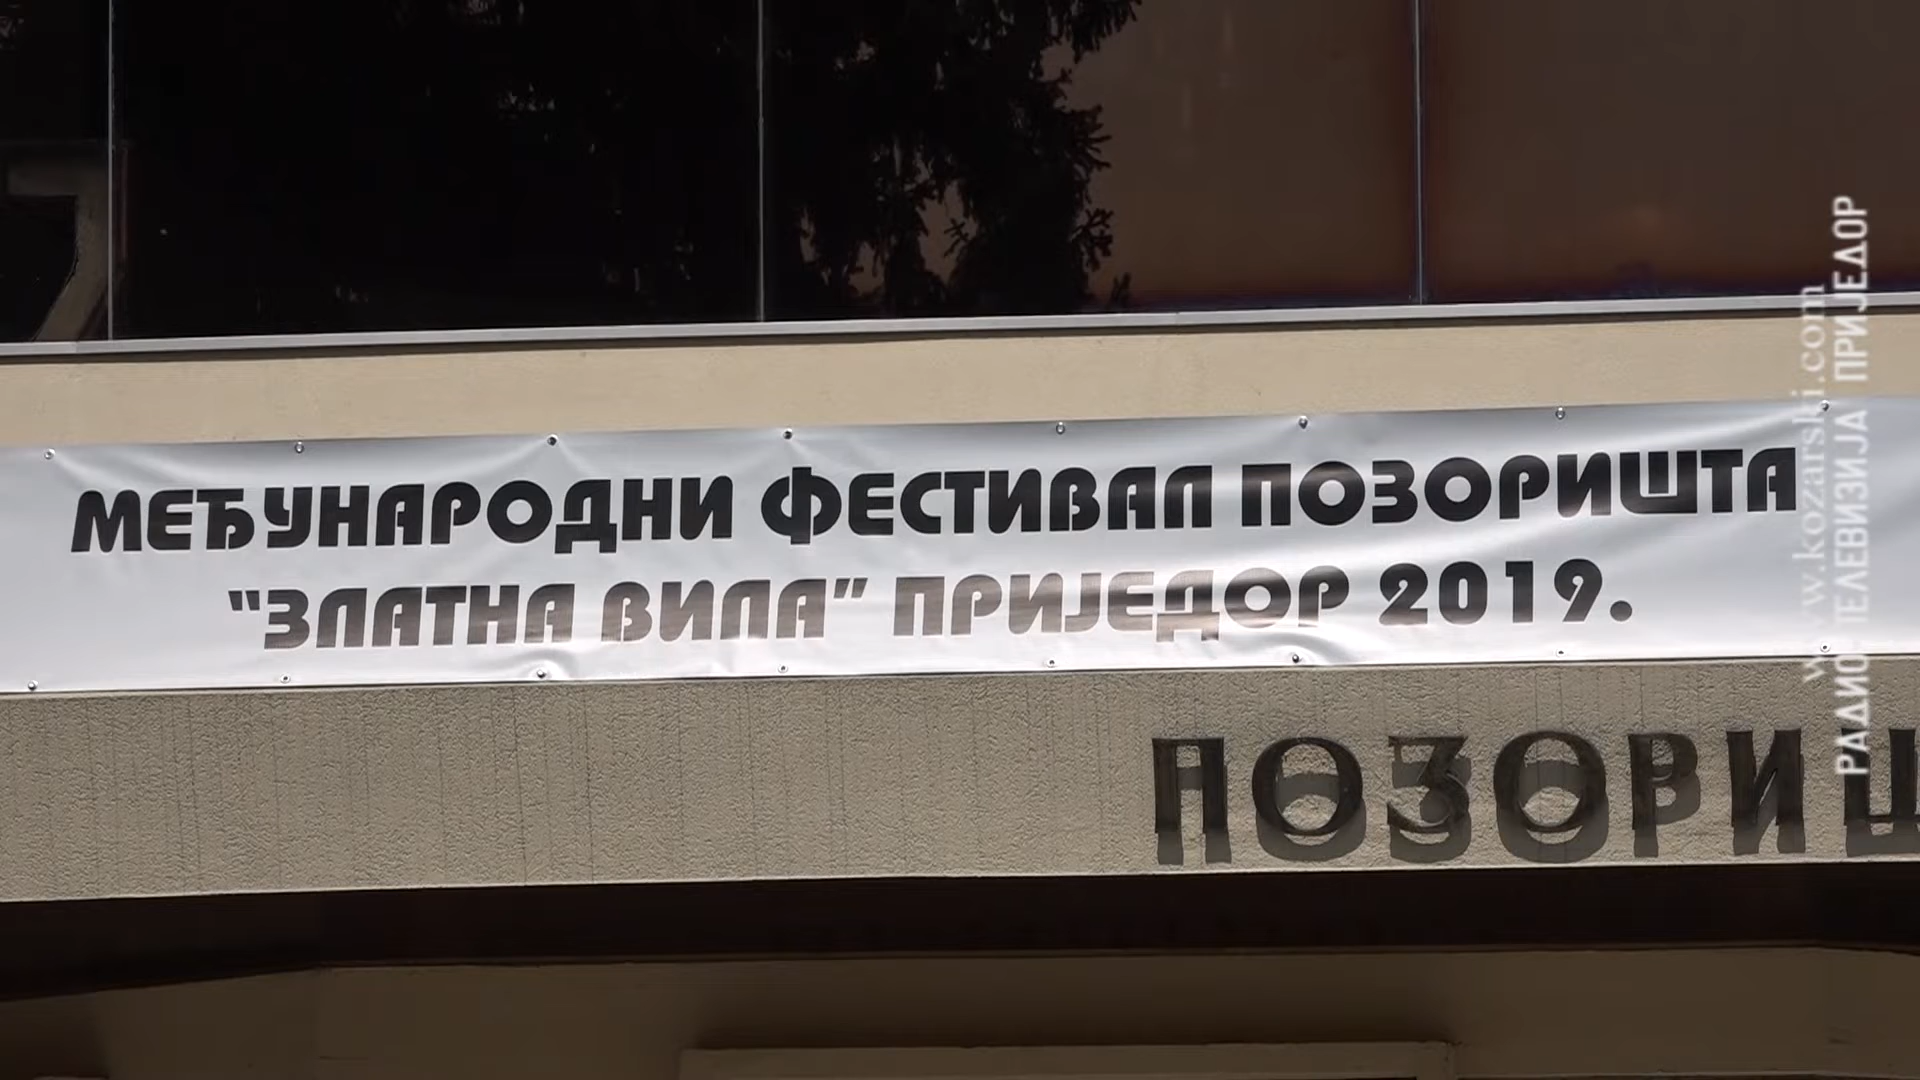 МЕЂУНАРОДНИ ФЕСТИВАЛ ПОЗОРИШТА
"ЗЛАТНА ВИЛА" ПРИЈЕДОР 2019.
www.kozarski.com
РАДИО ТЕЛЕВИЗИЈА ПРИЈЕДОР
ПОЗОРИШ